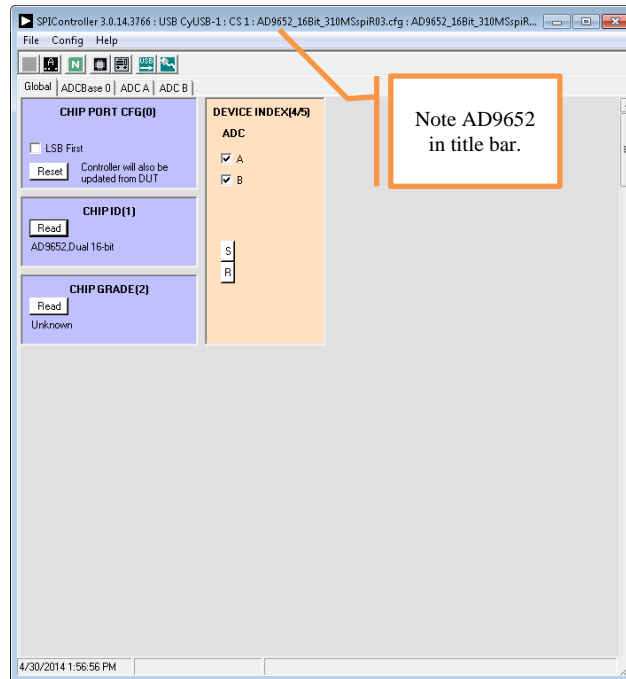 SPIController 3.0.14.3766 : USB CyUSB-1 : CS 1 : AD9652_16Bit_310MSspiR03.cfg : AD9652_16Bit_310MSspiR...
File Config Help
Global ADCBase 0 ADC A ADC B
CHIP PORT CFG(0)
LSB First
Reset Controller will also be
updated from DUT
CHIP ID(1)
Read
AD9652,Dual 16-bit
CHIP GRADE(2)
Read
Unknown
DEVICE INDEX(4/5)
ADC
A
B
S
R
Note AD9652
in title bar.
4/30/2014 1:56:56 PM